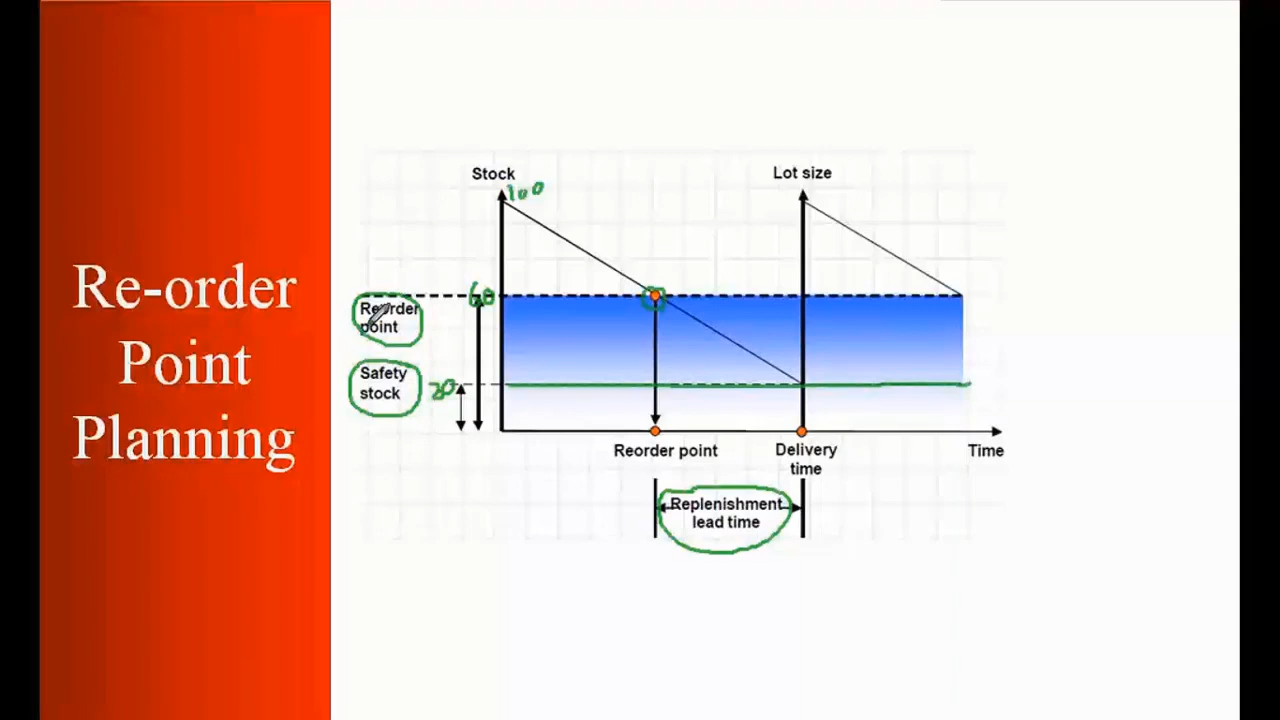 Re-order
Point
Planning
Stock
100
Lot size
60
Reorder
point
Safety
stock
20
Reorder point
Delivery
time
Time
Replenishment
lead time